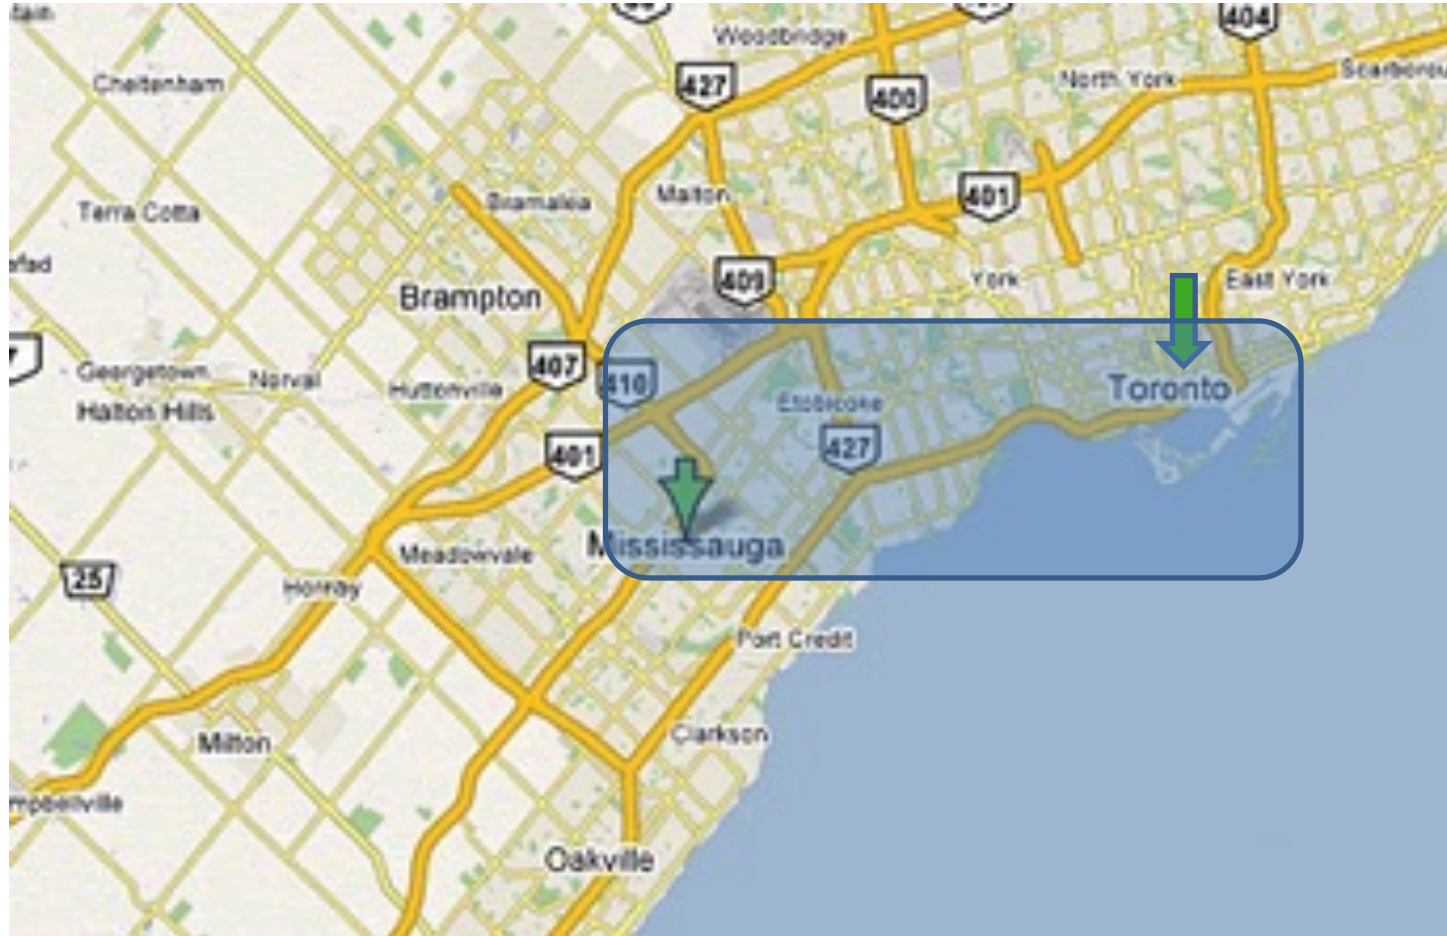 Woodbridge
404
Cheltenham
427
400
North York
Malton
401
Bramalea
Terra Cotta
409
York
East York
Brampton
407
410
Georgetown
Norval
Huttonville
Halton Hills
Etobicoke
Toronto
401
427
Meadowvale
Mississauga
25
Hornby
Port Credit
Milton
Clarkson
mpbellville
Oakville